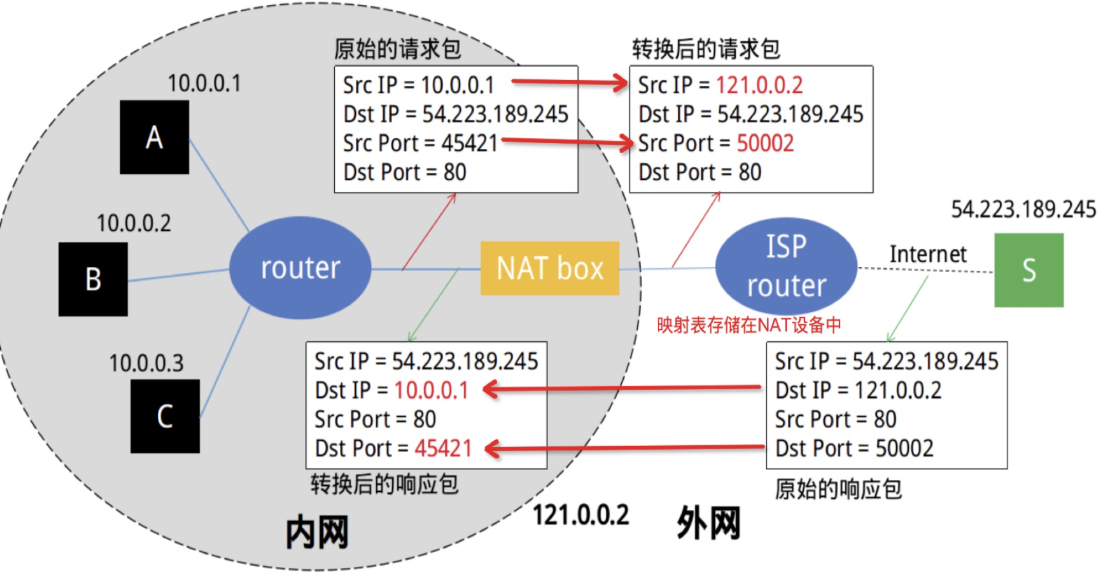 原始的请求包
转换后的请求包
10.0.0.1
Src IP = 10.0.0.1
Dst IP = 54.223.189.245
Src Port = 45421
Dst Port = 80
Src IP = 121.0.0.2
Dst IP = 54.223.189.245
Src Port = 50002
Dst Port = 80
A
10.0.0.2
B
router
NAT box
ISP
router
Internet
54.223.189.245
S
映射表存储在NAT设备中
10.0.0.3
C
Src IP = 54.223.189.245
Dst IP = 10.0.0.1
Src Port = 80
Dst Port = 45421
转换后的响应包
Src IP = 54.223.189.245
Dst IP = 121.0.0.2
Src Port = 80
Dst Port = 50002
原始的响应包
内网
121.0.0.2
外网